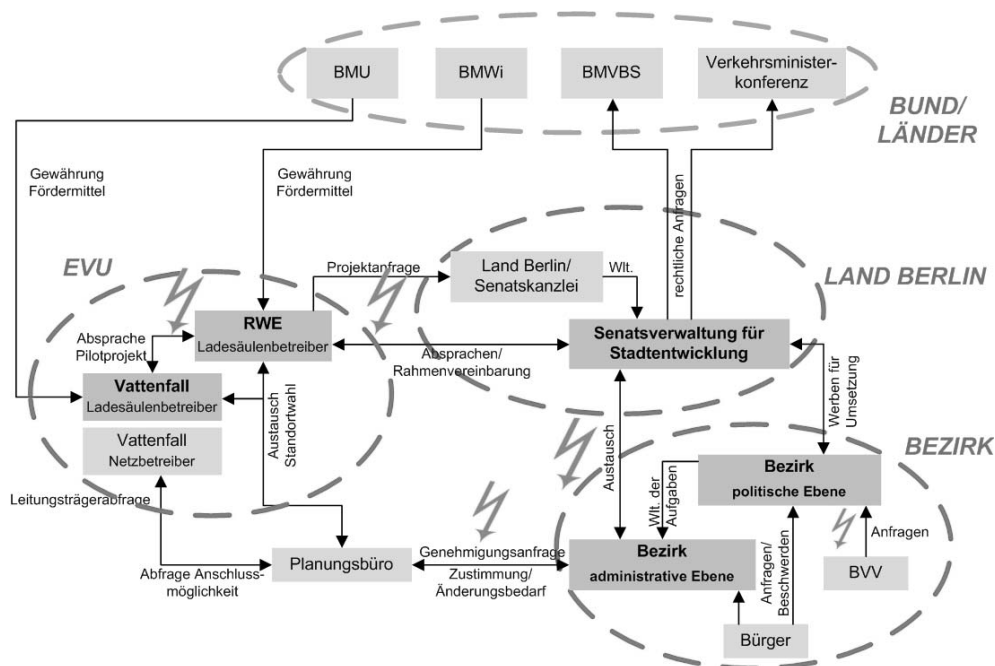 BMU
BMWi
BMVBS
Verkehrsminister-
konferenz
BUND/
LÄNDER
Gewährung
Fördermittel
Gewährung
Fördermittel
rechtliche Anfragen
EVU
Projektanfrage
Land Berlin/
Senatskanzlei
Wlt.
LAND BERLIN
RWE
Ladesäulenbetreiber
Absprache
Pilotprojekt
Absprachen/
Rahmenvereinbarung
Senatsverwaltung für
Stadtentwicklung
Vattenfall
Ladesäulenbetreiber
Austausch
Standortwahl
Werben für
Umsetzung
Vattenfall
Netzbetreiber
Austausch
BEZIRK
Bezirk
politische Ebene
Leitungsträgerabfrage
Wlt. der
Aufgaben
Anfragen
Planungsbüro
Genehmigungsanfrage
Zustimmung/
Änderungsbedarf
Bezirk
administrative Ebene
Anfragen/
Beschwerden
BVV
Abfrage Anschluss-
möglichkeit
Bürger